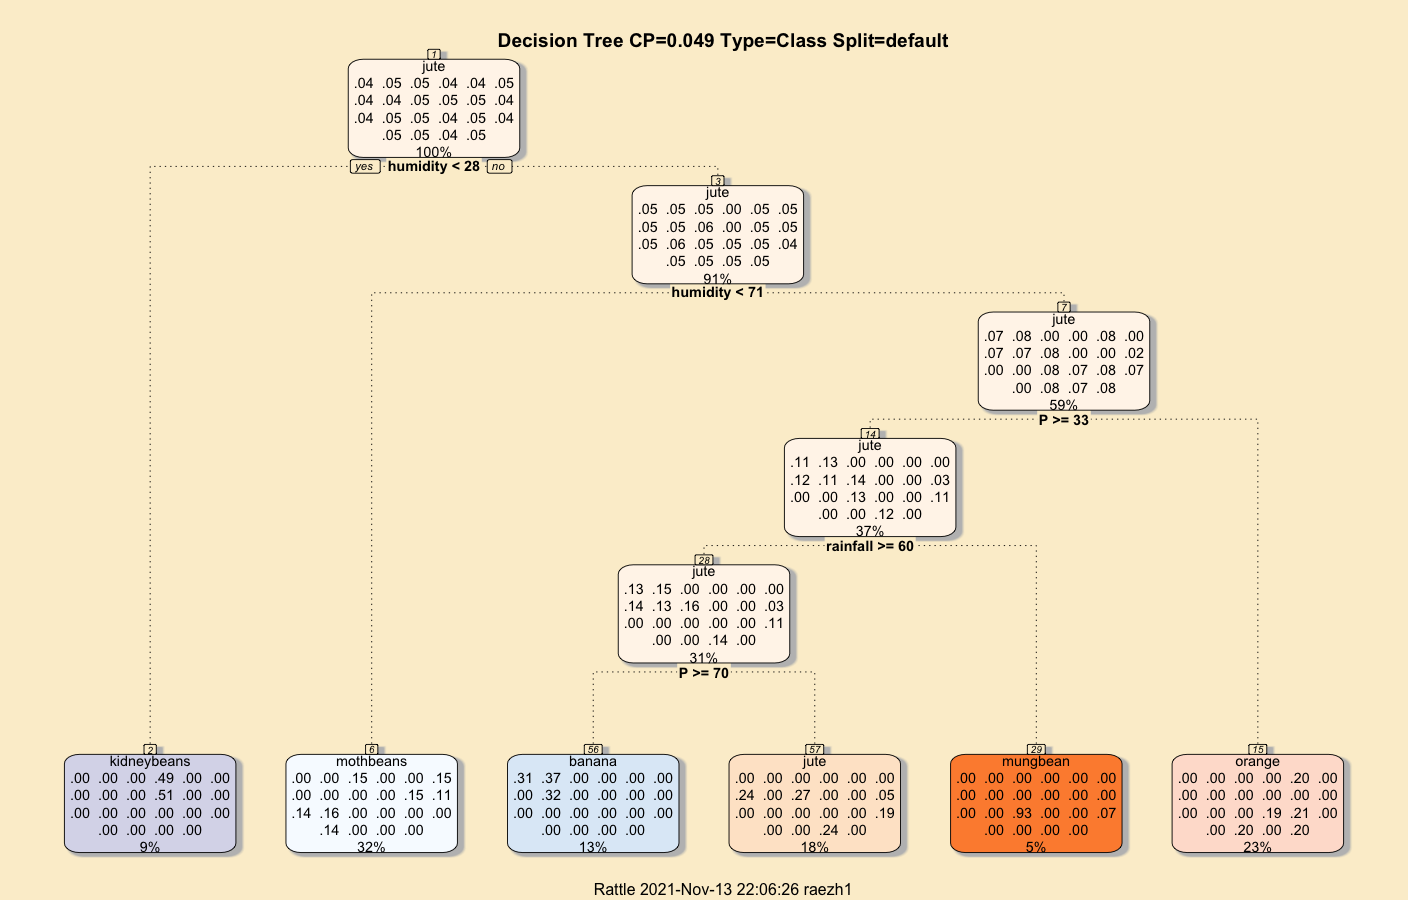 Decision Tree CP=0.049 Type=Class Split=default
1
jute
.04 .05 .05 .04 .04 .05
.04 .04 .05 .05 .05 .04
.04 .05 .05 .04 .05 .04
.05 .05 .04 .05
100%
yes humidity < 28 no
3
jute
.05 .05 .05 .00 .05 .05
.05 .05 .06 .00 .05 .05
.05 .06 .05 .05 .05 .04
.05 .05 .05 .05
91%
humidity < 71
7
jute
.07 .08 .00 .00 .08 .00
.07 .07 .08 .00 .00 .02
.00 .00 .08 .07 .08 .07
.00 .08 .07 .08
59%
P >= 33
14
jute
.11 .13 .00 .00 .00 .00
.12 .11 .14 .00 .00 .03
.00 .00 .13 .00 .00 .11
.00 .00 .12 .00
37%
rainfall >= 60
28
jute
.13 .15 .00 .00 .00 .00
.14 .13 .16 .00 .00 .03
.00 .00 .00 .00 .00 .11
.00 .00 .14 .00
31%
P >= 70
2
kidneybeans
.00 .00 .00 .49 .00 .00
.00 .00 .00 .51 .00 .00
.00 .00 .00 .00 .00 .00
.00 .00 .00 .00
9%
6
mothbeans
.00 .00 .15 .00 .00 .15
.00 .00 .00 .00 .15 .11
.14 .16 .00 .00 .00 .00
.14 .00 .00 .00
32%
56
banana
.31 .37 .00 .00 .00 .00
.00 .32 .00 .00 .00 .00
.00 .00 .00 .00 .00 .00
.00 .00 .00 .00
13%
57
jute
.00 .00 .00 .00 .00 .00
.24 .00 .27 .00 .00 .05
.00 .00 .00 .00 .00 .19
.00 .00 .24 .00
18%
29
mungbean
.00 .00 .00 .00 .00 .00
.00 .00 .00 .00 .00 .00
.00 .00 .93 .00 .00 .07
.00 .00 .00 .00
5%
15
orange
.00 .00 .00 .00 .20 .00
.00 .00 .00 .00 .00 .00
.00 .00 .00 .19 .21 .00
.00 .20 .00 .20
23%
Rattle 2021-Nov-13 22:06:26 raezh1